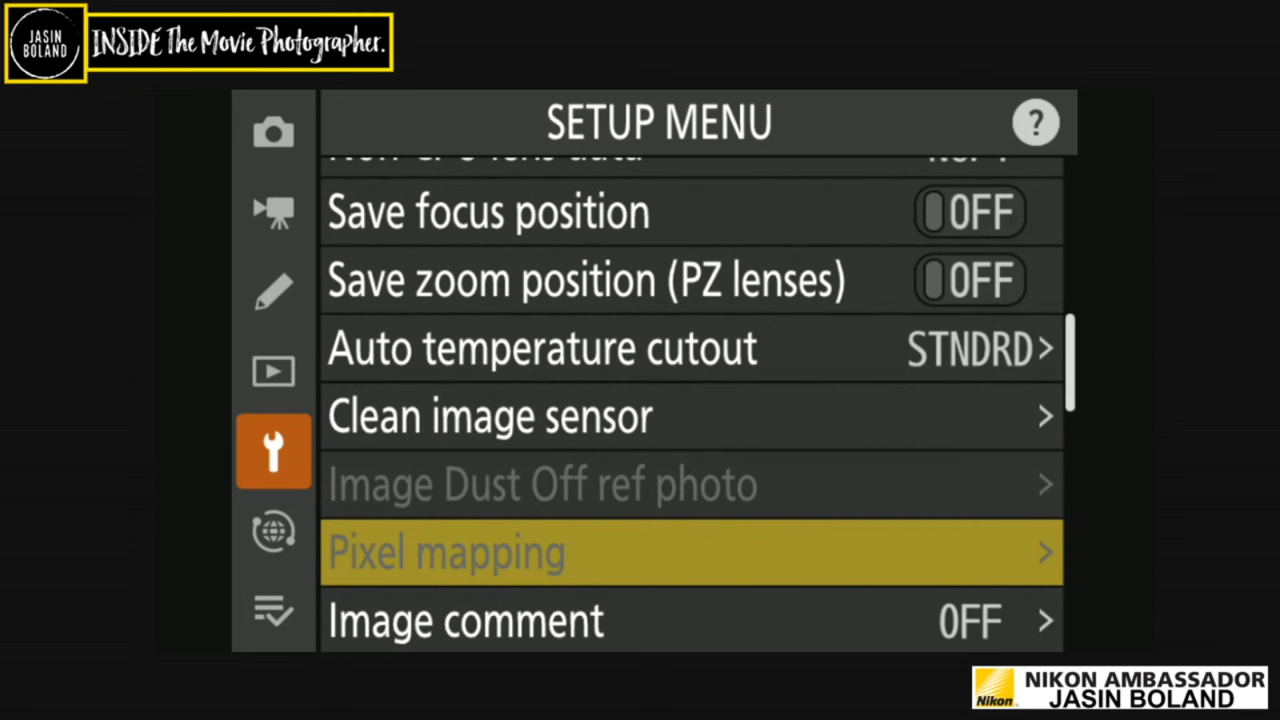 JASIN
BOLAND
INSIDE The Movie Photographer.
SETUP MENU
?
Save focus position OFF
Save zoom position (PZ lenses) OFF
Auto temperature cutout STNDRD >
Clean image sensor >
Image Dust Off ref photo >
Pixel mapping >
Image comment OFF >
Nikon
NIKON AMBASSADOR
JASIN BOLAND